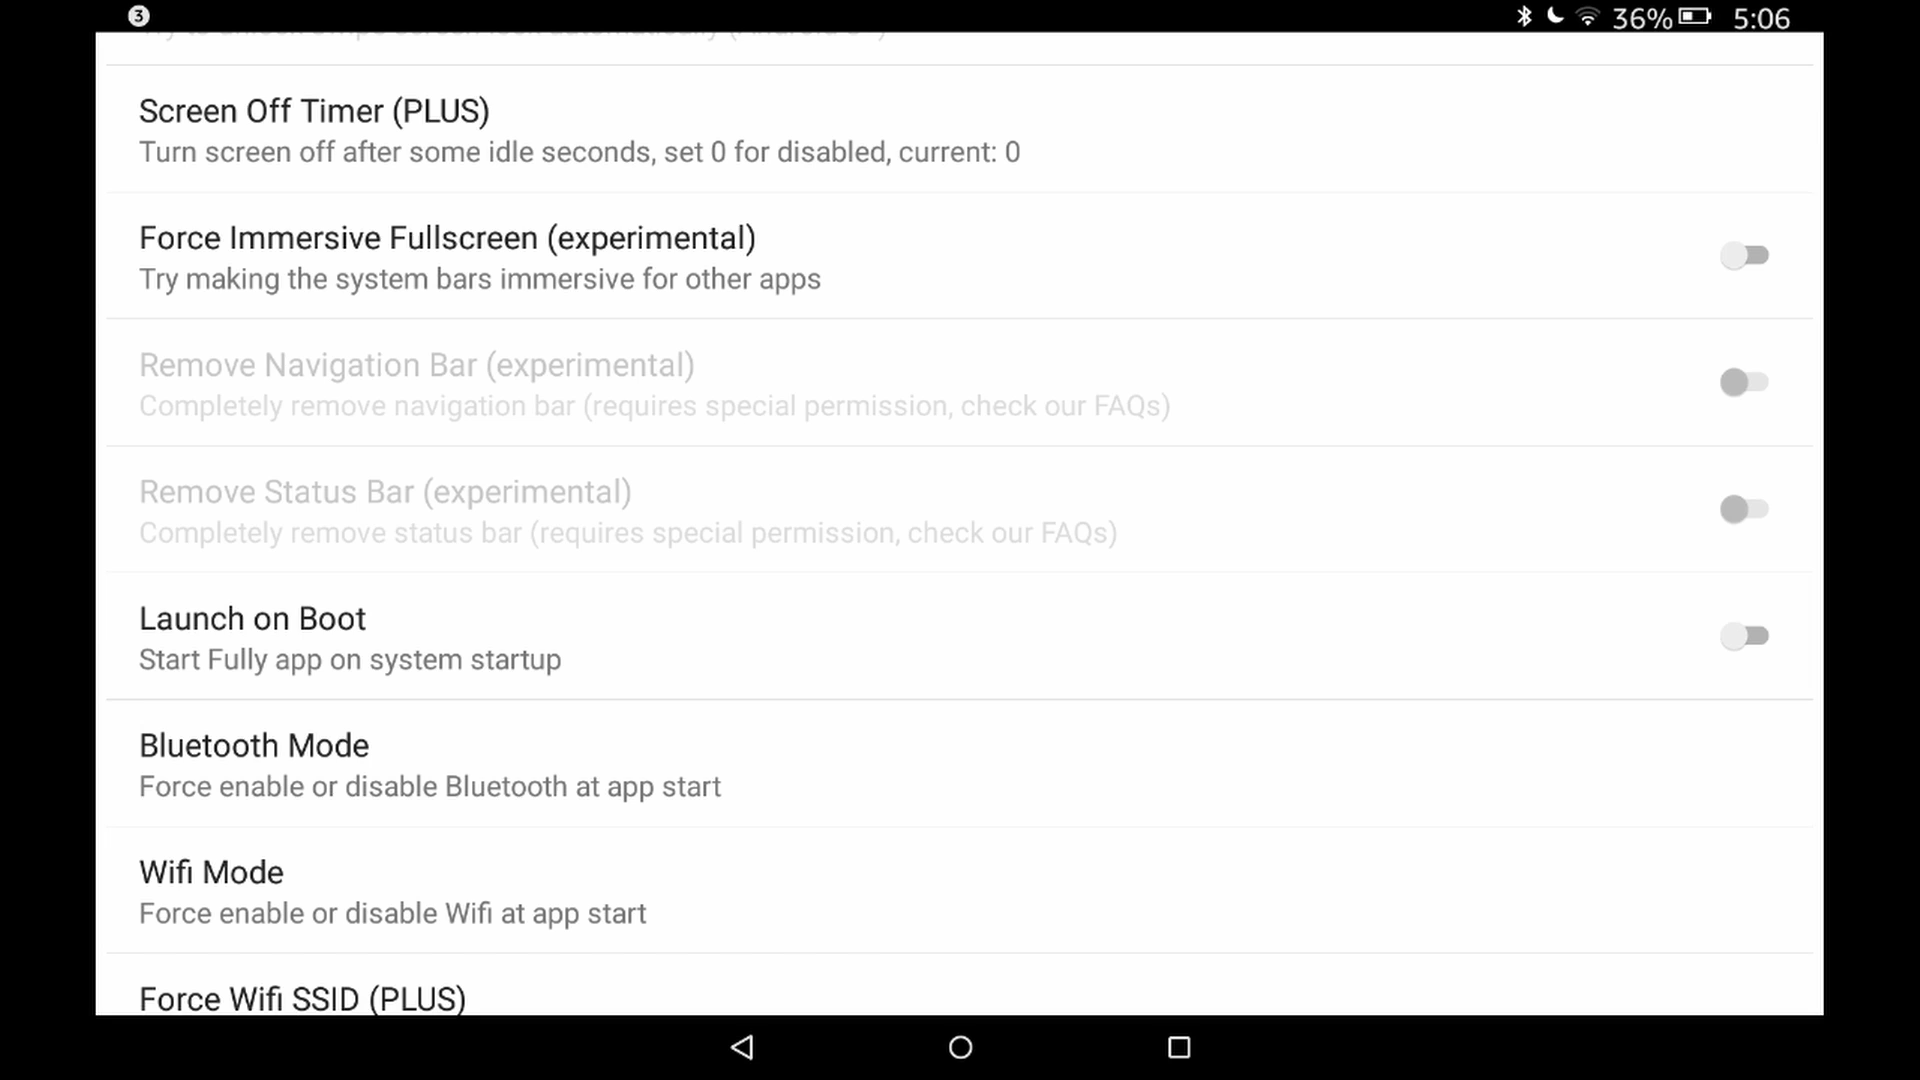 3
36% 5:06
Screen Off Timer (PLUS)
Turn screen off after some idle seconds, set 0 for disabled, current: 0
Force Immersive Fullscreen (experimental)
Try making the system bars immersive for other apps
Remove Navigation Bar (experimental)
Completely remove navigation bar (requires special permission, check our FAQs)
Remove Status Bar (experimental)
Completely remove status bar (requires special permission, check our FAQs)
Launch on Boot
Start Fully app on system startup
Bluetooth Mode
Force enable or disable Bluetooth at app start
Wifi Mode
Force enable or disable Wifi at app start
Force Wifi SSID (PLUS)